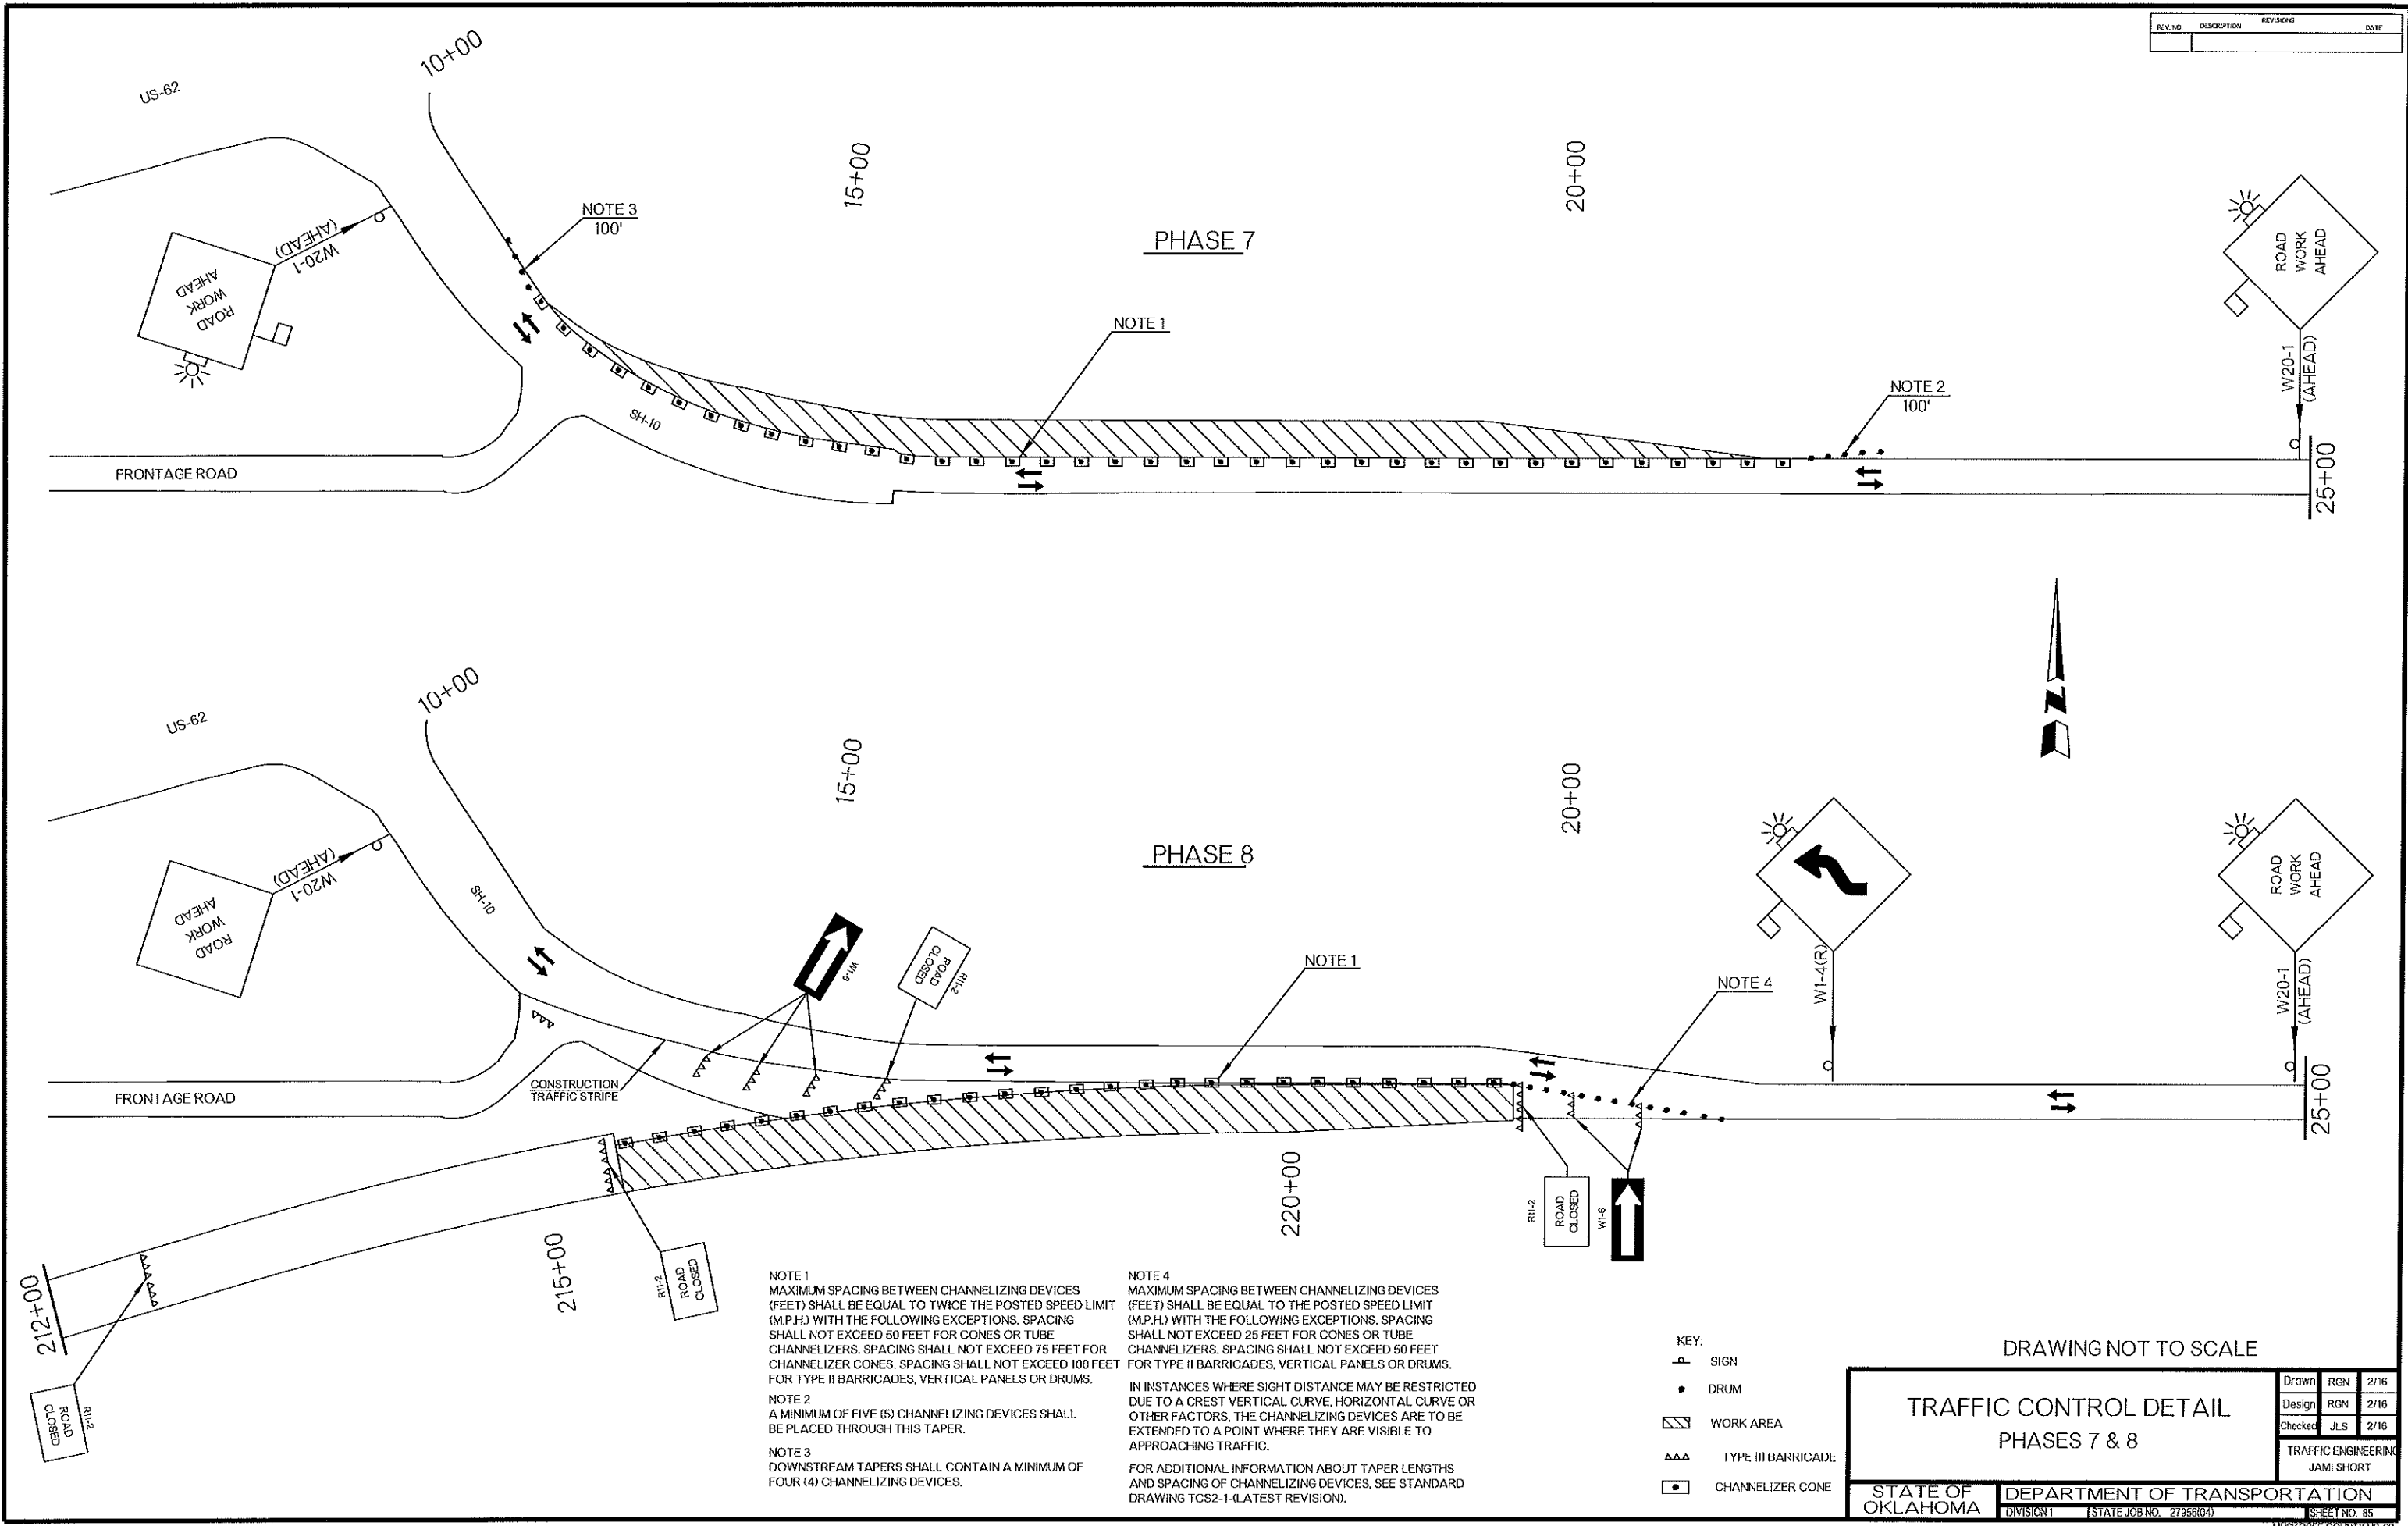 REVISIONS
REV. NO. DESCRIPTION DATE
US-62
10+00
15+00
20+00
25+00
PHASE 7
W20-1
(AHEAD)
ROAD
WORK
AHEAD
NOTE 3
100'
NOTE 1
NOTE 2
100'
SH-10
FRONTAGE ROAD
ROAD
WORK
AHEAD
W20-1
(AHEAD)
US-62
10+00
15+00
20+00
25+00
PHASE 8
W20-1
(AHEAD)
ROAD
WORK
AHEAD
SH-10
W1-6
ROAD
CLOSED
R11-2
NOTE 1
NOTE 4
W1-4(R)
ROAD
WORK
AHEAD
W20-1
(AHEAD)
CONSTRUCTION
TRAFFIC STRIPE
FRONTAGE ROAD
R11-2
ROAD
CLOSED
W1-6
212+00
215+00
220+00
R11-2
ROAD
CLOSED
ROAD
CLOSED
R11-2
NOTE 1
MAXIMUM SPACING BETWEEN CHANNELIZING DEVICES
(FEET) SHALL BE EQUAL TO TWICE THE POSTED SPEED LIMIT
(M.P.H.) WITH THE FOLLOWING EXCEPTIONS. SPACING
SHALL NOT EXCEED 50 FEET FOR CONES OR TUBE
CHANNELIZERS. SPACING SHALL NOT EXCEED 75 FEET FOR
CHANNELIZER CONES. SPACING SHALL NOT EXCEED 100 FEET
FOR TYPE II BARRICADES, VERTICAL PANELS OR DRUMS.
NOTE 2
A MINIMUM OF FIVE (5) CHANNELIZING DEVICES SHALL
BE PLACED THROUGH THIS TAPER.
NOTE 3
DOWNSTREAM TAPERS SHALL CONTAIN A MINIMUM OF
FOUR (4) CHANNELIZING DEVICES.
NOTE 4
MAXIMUM SPACING BETWEEN CHANNELIZING DEVICES
(FEET) SHALL BE EQUAL TO THE POSTED SPEED LIMIT
(M.P.H.) WITH THE FOLLOWING EXCEPTIONS. SPACING
SHALL NOT EXCEED 25 FEET FOR CONES OR TUBE
CHANNELIZERS. SPACING SHALL NOT EXCEED 50 FEET
FOR TYPE II BARRICADES, VERTICAL PANELS OR DRUMS.
IN INSTANCES WHERE SIGHT DISTANCE MAY BE RESTRICTED
DUE TO A CREST VERTICAL CURVE, HORIZONTAL CURVE OR
OTHER FACTORS, THE CHANNELIZING DEVICES ARE TO BE
EXTENDED TO A POINT WHERE THEY ARE VISIBLE TO
APPROACHING TRAFFIC.
FOR ADDITIONAL INFORMATION ABOUT TAPER LENGTHS
AND SPACING OF CHANNELIZING DEVICES, SEE STANDARD
DRAWING TCS2-1-(LATEST REVISION).
KEY:
SIGN
DRUM
WORK AREA
TYPE III BARRICADE
CHANNELIZER CONE
DRAWING NOT TO SCALE
TRAFFIC CONTROL DETAIL
PHASES 7 & 8
Drawn RGN 2/16
Design RGN 2/16
Checked JLS 2/16
TRAFFIC ENGINEERING
JAMI SHORT
STATE OF
OKLAHOMA
DEPARTMENT OF TRANSPORTATION
DIVISION 1 STATE JOB NO. 27956(04) SHEET NO. 85